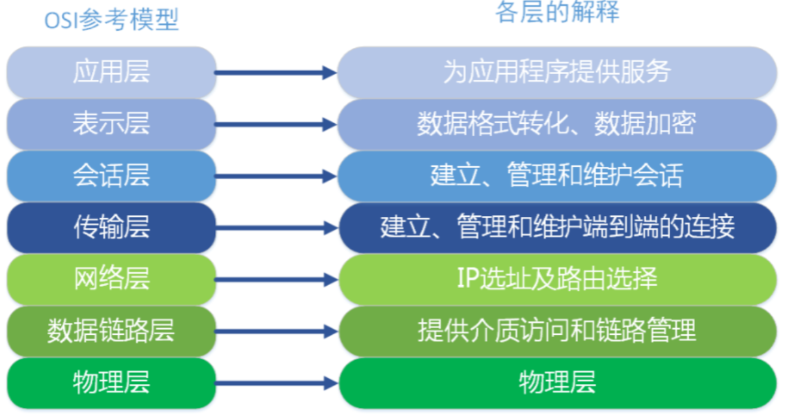 OSI参考模型
各层的解释
应用层
为应用程序提供服务
表示层
数据格式转化、数据加密
会话层
建立、管理和维护会话
传输层
建立、管理和维护端到端的连接
网络层
IP选址及路由选择
数据链路层
提供介质访问和链路管理
物理层
物理层